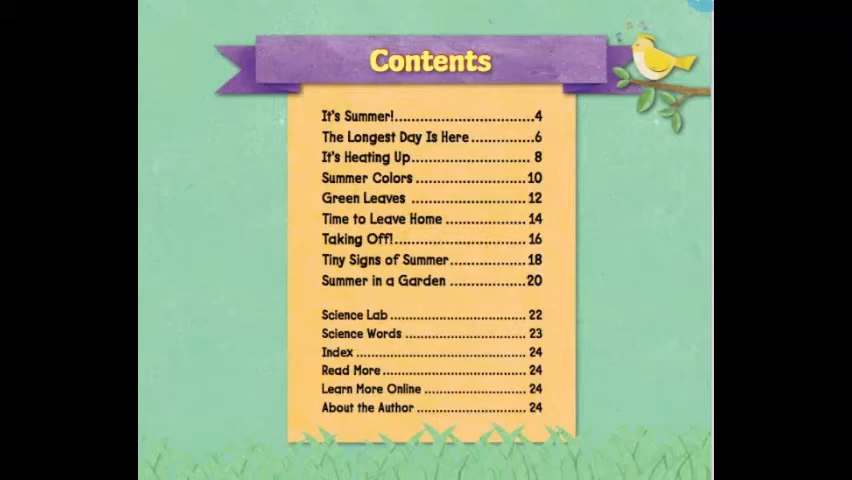 Contents
It's Summer!..................................4
The Longest Day Is Here ...............6
It's Heating Up............................. 8
Summer Colors ........................... 10
Green Leaves ............................. 12
Time to Leave Home .................... 14
Taking Off!................................. 16
Tiny Signs of Summer................... 18
Summer in a Garden ...................20
Science Lab ................................... 22
Science Words ............................... 23
Index ........................................... 24
Read More..................................... 24
Learn More Online .......................... 24
About the Author ............................ 24